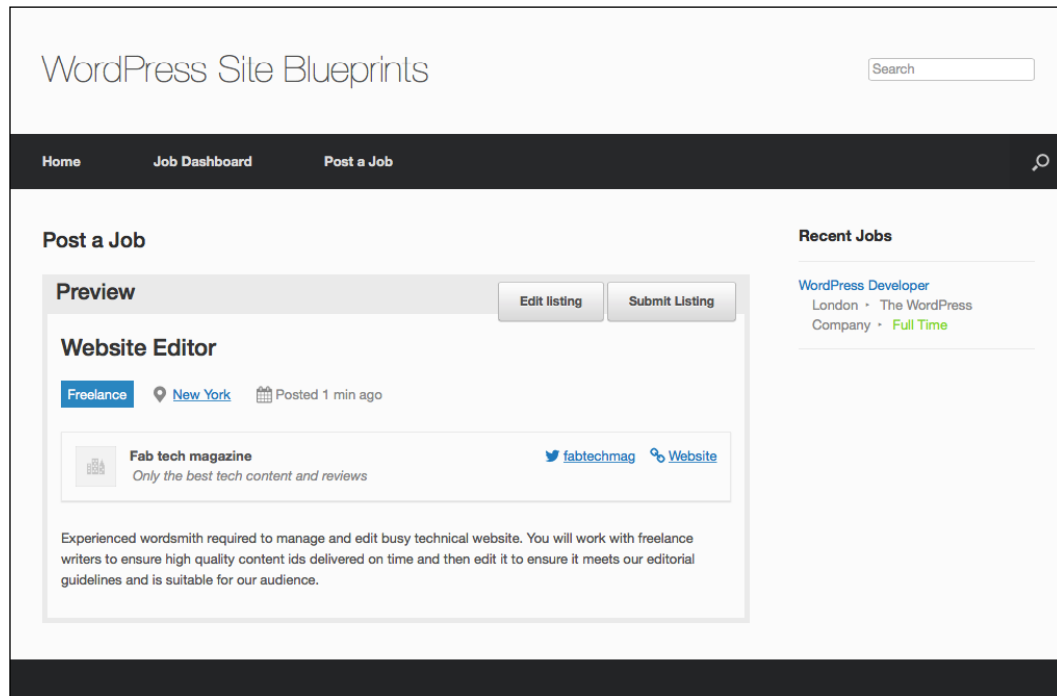 WordPress Site Blueprints
Search
Home Job Dashboard Post a Job
Post a Job
Preview
Edit listing Submit Listing
Website Editor
Freelance New York Posted 1 min ago
Fab tech magazine
Only the best tech content and reviews
fabtechmag Website
Experienced wordsmith required to manage and edit busy technical website. You will work with freelance
writers to ensure high quality content ids delivered on time and then edit it to ensure it meets our editorial
guidelines and is suitable for our audience.
Recent Jobs
WordPress Developer
London ‣ The WordPress
Company ‣ Full Time